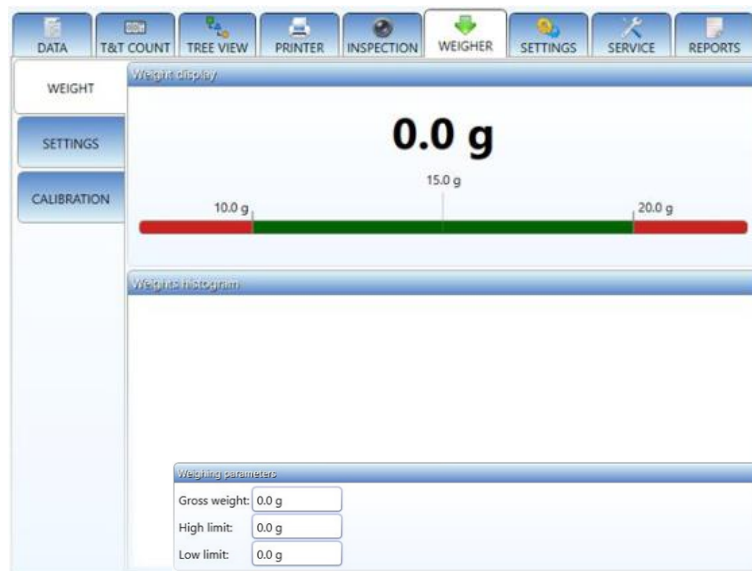 DATA T&T COUNT TREE VIEW PRINTER INSPECTION WEIGHER SETTINGS SERVICE REPORTS
WEIGHT
SETTINGS
CALIBRATION
Weight display
0.0 g
15.0 g
10.0 g 20.0 g
Weights histogram
Weighing parameters
Gross weight: 0.0 g
High limit: 0.0 g
Low limit: 0.0 g